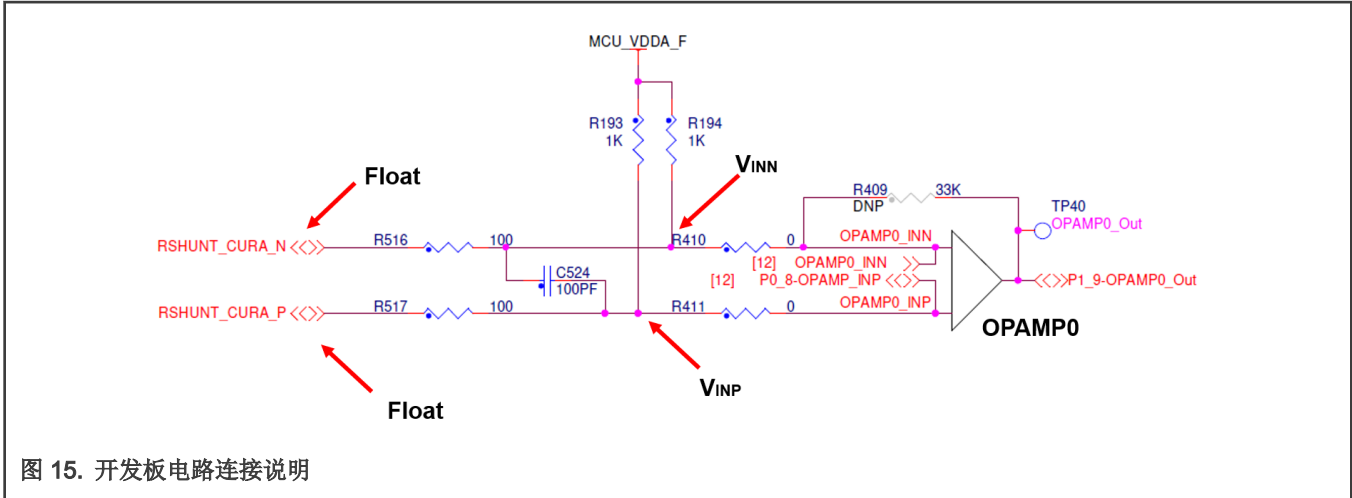 MCU_VDDA_F
R193
1K
R194
1K
VINN
Float
R409
33K
DNP
TP40
OPAMP0_Out
RSHUNT_CURA_N
R516
100
R410
0
OPAMP0_INN
[12] OPAMP0_INN
C524
100PF
[12] P0_8-OPAMP_INP
P1_9-OPAMP0_Out
RSHUNT_CURA_P
R517
100
R411
0
OPAMP0_INP
OPAMP0
VINP
Float
图 15. 开发板电路连接说明